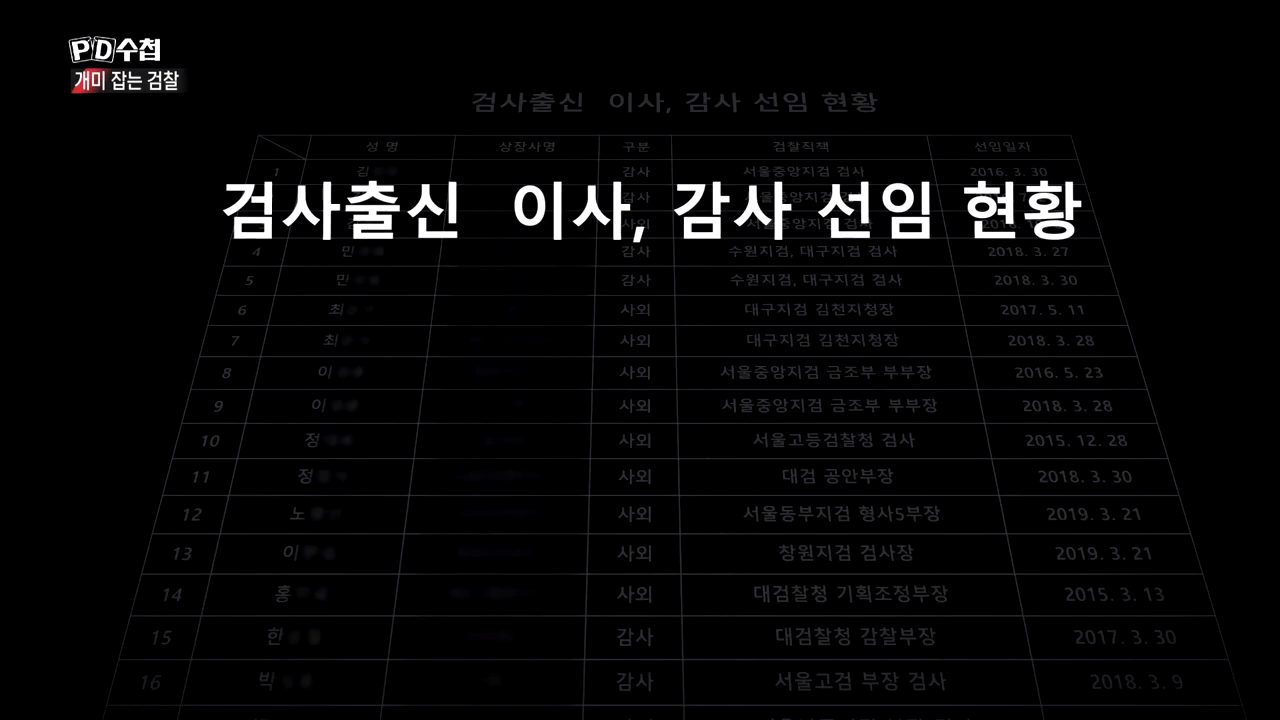 PD수첩
개미 잡는 검찰
검사출신 이사, 감사 선임 현황
성 명 상장사명 구분 검찰직책 선임일자
1 김 감사 서울중앙지검 검사 2016. 3. 30
검사출신 이사, 감사 선임 현황
4 민 감사 수원지검, 대구지검 검사 2018. 3. 27
5 민 감사 수원지검, 대구지검 검사 2018. 3. 30
6 최 사외 대구지검 김천지청장 2017. 5. 11
7 최 사외 대구지검 김천지청장 2018. 3. 28
8 이 사외 서울중앙지검 금조부 부부장 2016. 5. 23
9 이 사외 서울중앙지검 금조부 부부장 2018. 3. 28
10 정 사외 서울고등검찰청 검사 2015. 12. 28
11 정 사외 대검 공안부장 2018. 3. 30
12 노 사외 서울동부지검 형사5부장 2019. 3. 21
13 이 사외 창원지검 검사장 2019. 3. 21
14 홍 사외 대검찰청 기획조정부장 2015. 3. 13
15 한 감사 대검찰청 감찰부장 2017. 3. 30
16 박 감사 서울고검 부장 검사 2018. 3. 9